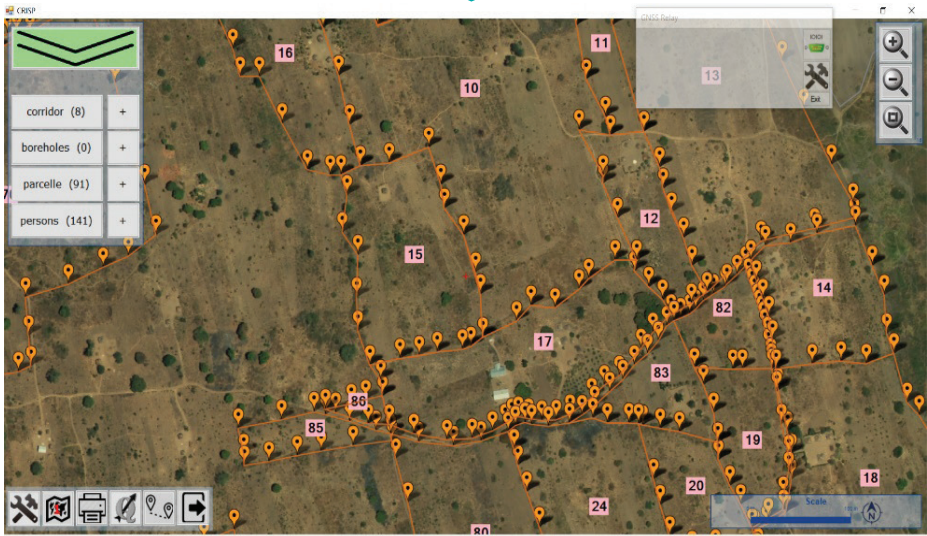 CRISP
GNSS Relay
Exit
corridor (8) +
boreholes (0) +
parcelle (91) +
persons (141) +
16
11
10
13
12
15
14
82
17
83
86
85
19
18
20
24
80
Scale
N